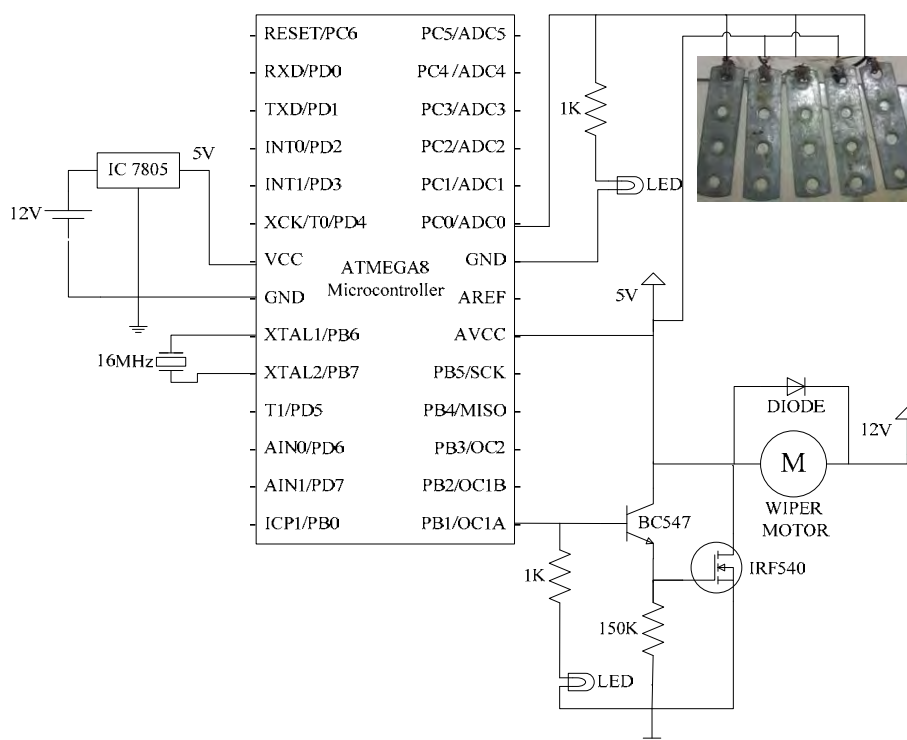 RESET/PC6
PC5/ADC5
RXD/PD0
PC4/ADC4
TXD/PD1
PC3/ADC3
1K
INT0/PD2
PC2/ADC2
IC 7805
5V
INT1/PD3
PC1/ADC1
LED
12V
XCK/T0/PD4
PC0/ADC0
VCC
ATMEGA8
Microcontroller
GND
GND
AREF
5V
XTAL1/PB6
AVCC
16MHz
XTAL2/PB7
PB5/SCK
T1/PD5
PB4/MISO
DIODE
12V
AIN0/PD6
PB3/OC2
M
AIN1/PD7
PB2/OC1B
WIPER
MOTOR
ICP1/PB0
PB1/OC1A
BC547
1K
IRF540
150K
LED